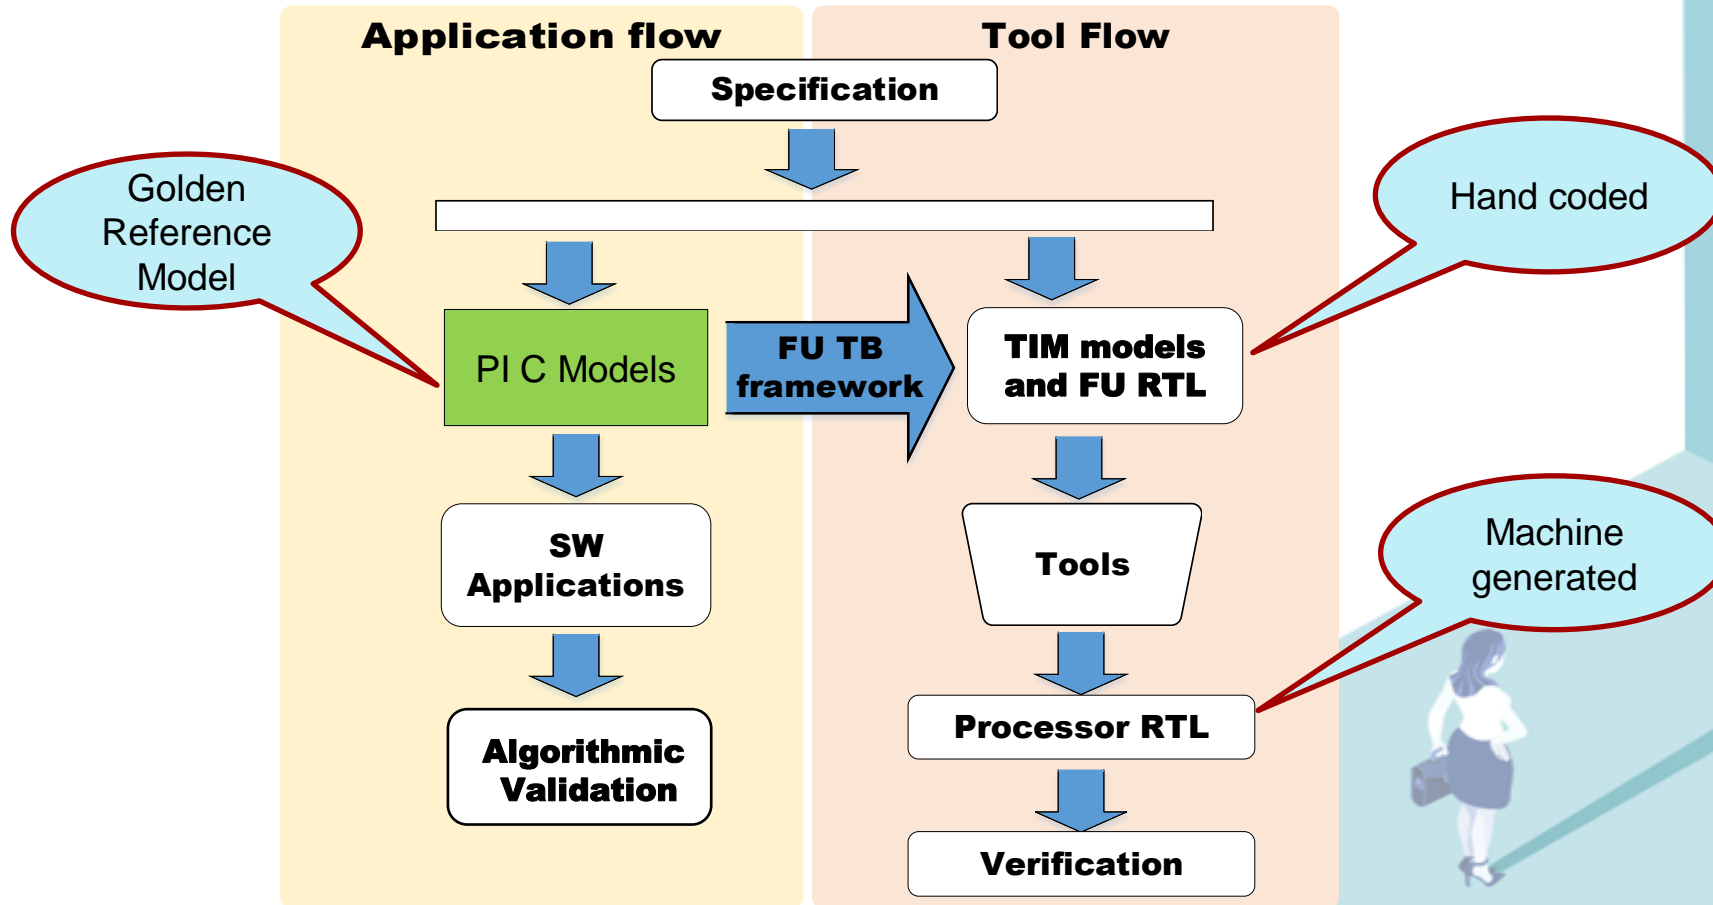 Application flow
Tool Flow
Specification
Golden
Reference
Model
Hand coded
PI C Models
FU TB
framework
TIM models
and FU RTL
SW
Applications
Tools
Machine
generated
Algorithmic
Validation
Processor RTL
Verification